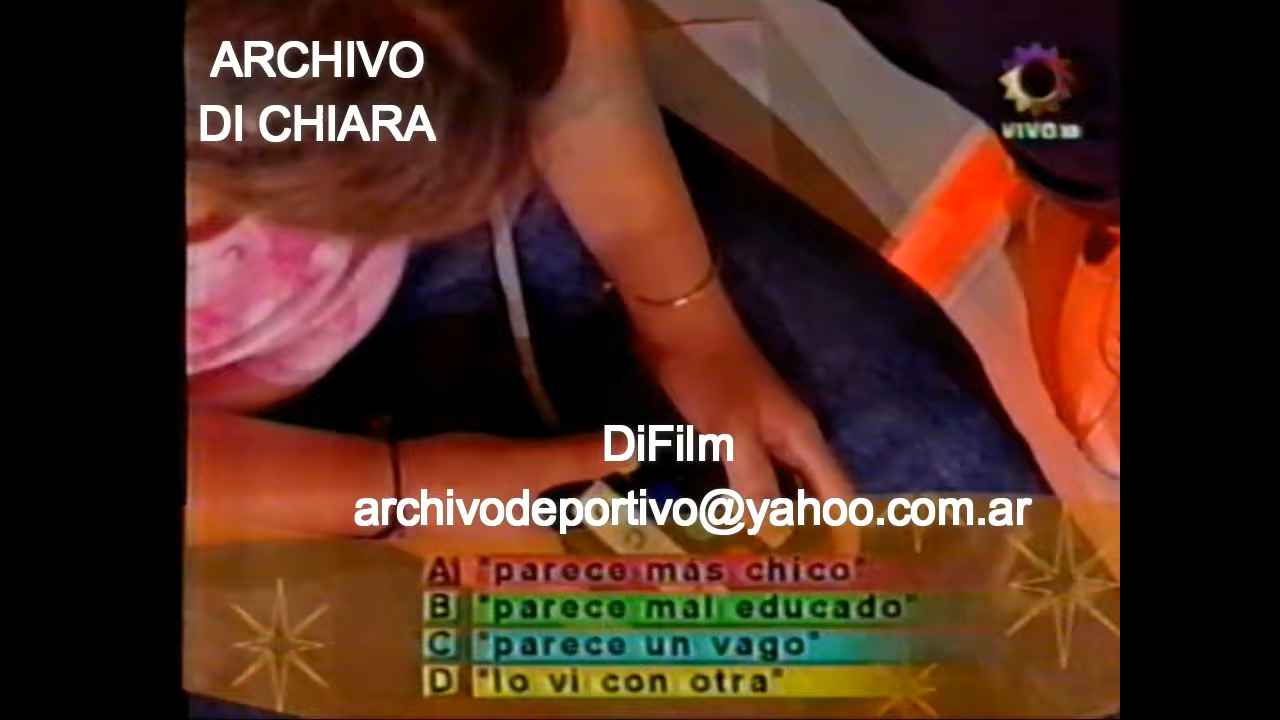 ARCHIVO
DI CHIARA
VIVO
DiFilm
archivodeportivo@yahoo.com.ar
A "parece más chico"
B "parece mal educado"
C "parece un vago"
D "lo vi con otra"